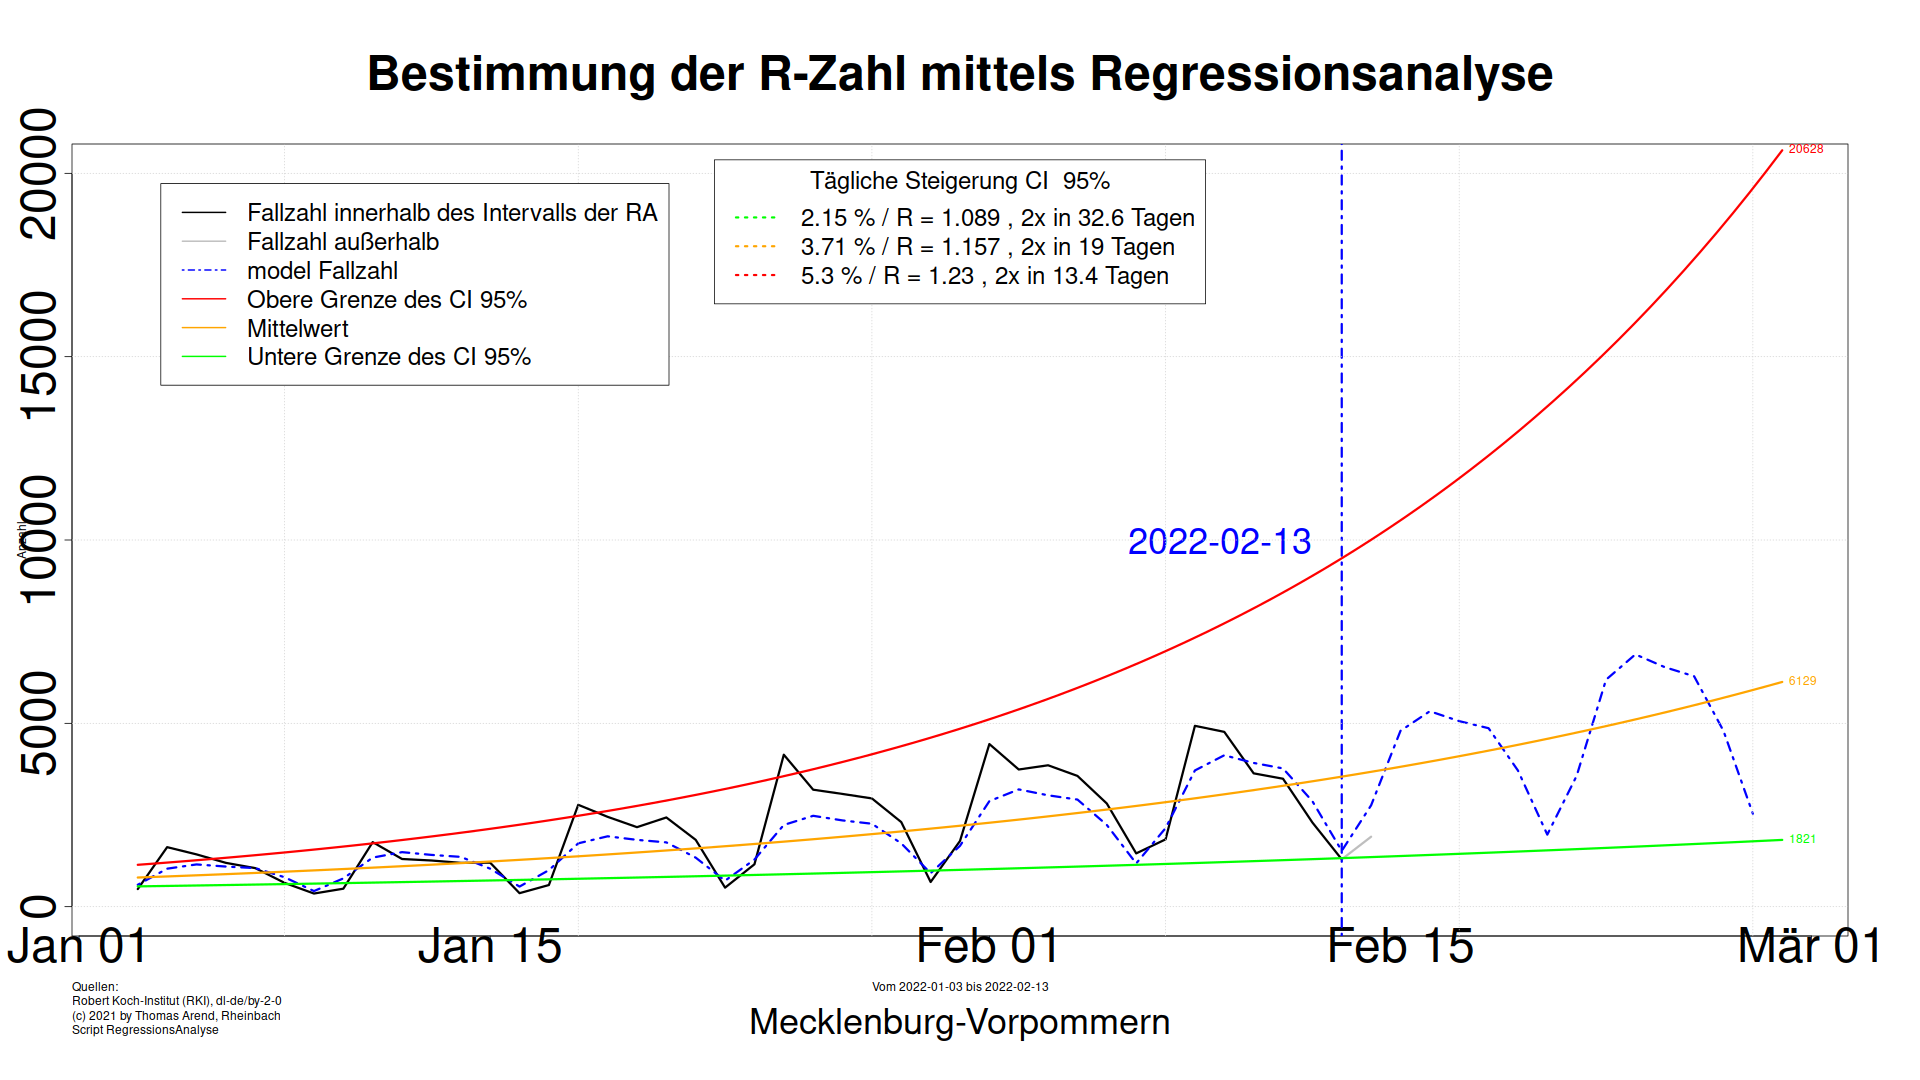 Bestimmung der R-Zahl mittels Regressionsanalyse
Anzahl
20000
15000
10000
5000
0
Fallzahl innerhalb des Intervalls der RA
Fallzahl außerhalb
model Fallzahl
Obere Grenze des CI 95%
Mittelwert
Untere Grenze des CI 95%
Tägliche Steigerung CI  95%
2.15 % / R = 1.089 , 2x in 32.6 Tagen
3.71 % / R = 1.157 , 2x in 19 Tagen
5.3 % / R = 1.23 , 2x in 13.4 Tagen
20628
2022-02-13
6129
1821
Jan 01
Jan 15
Feb 01
Feb 15
Mär 01
Quellen:
Robert Koch-Institut (RKI), dl-de/by-2-0
(c) 2021 by Thomas Arend, Rheinbach
Script RegressionsAnalyse
Vom 2022-01-03 bis 2022-02-13
Mecklenburg-Vorpommern